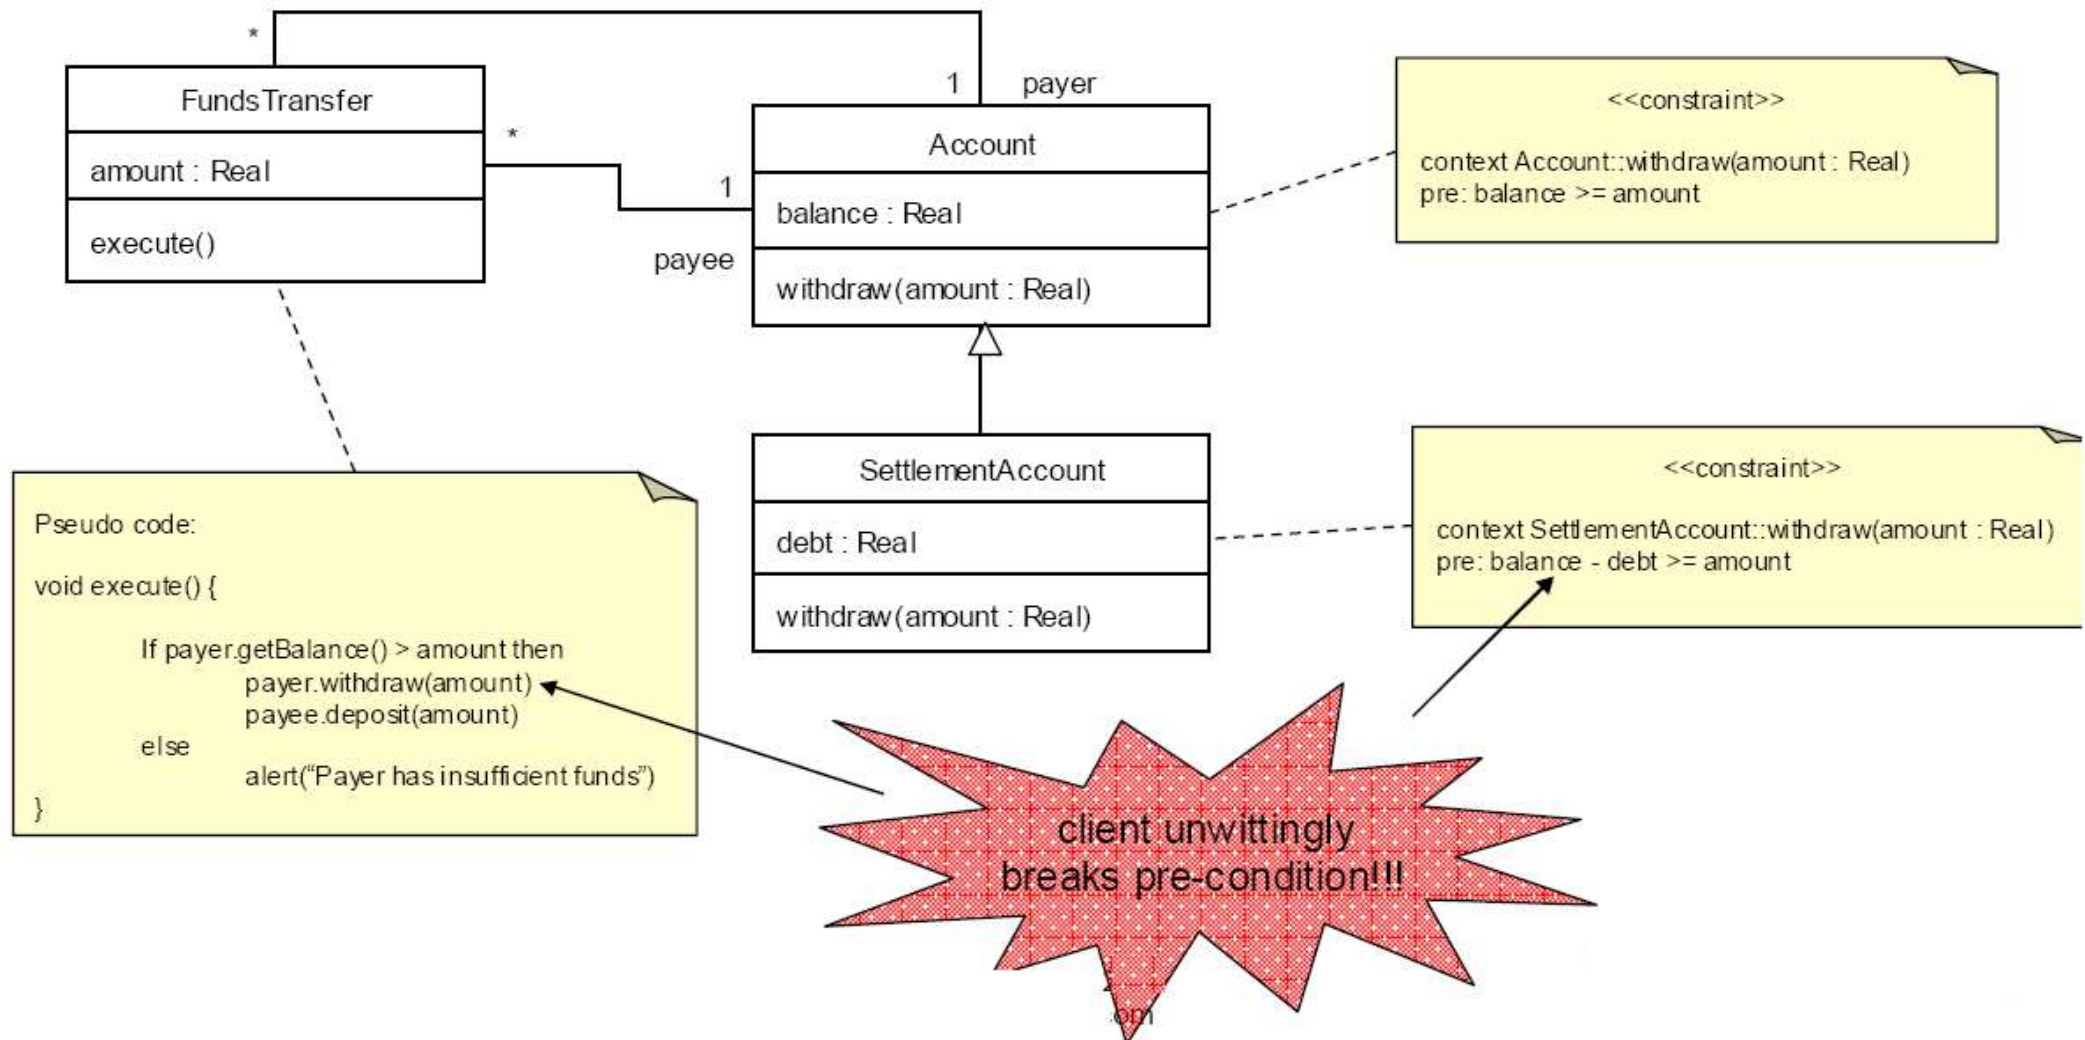 *
FundsTransfer
amount : Real
execute()
*
1
payee
1
payer
Account
balance : Real
withdraw(amount : Real)
<<constraint>>
context Account::withdraw(amount : Real)
pre: balance >= amount
SettlementAccount
debt : Real
withdraw(amount : Real)
<<constraint>>
context SettlementAccount::withdraw(amount : Real)
pre: balance - debt >= amount
Pseudo code:
void execute() {
If payer.getBalance() > amount then
payer.withdraw(amount)
payee.deposit(amount)
else
alert(“Payer has insufficient funds”)
}
client unwittingly
breaks pre-condition!!!